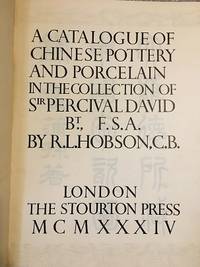 A CATALOGUE OF
CHINESE POTTERY
AND PORCELAIN
IN THE COLLECTION OF
SIR PERCIVAL DAVID
BT., F.S.A.
BY R.L.HOBSON, C.B.
LONDON
THE STOURTON PRESS
MCMXXXIV